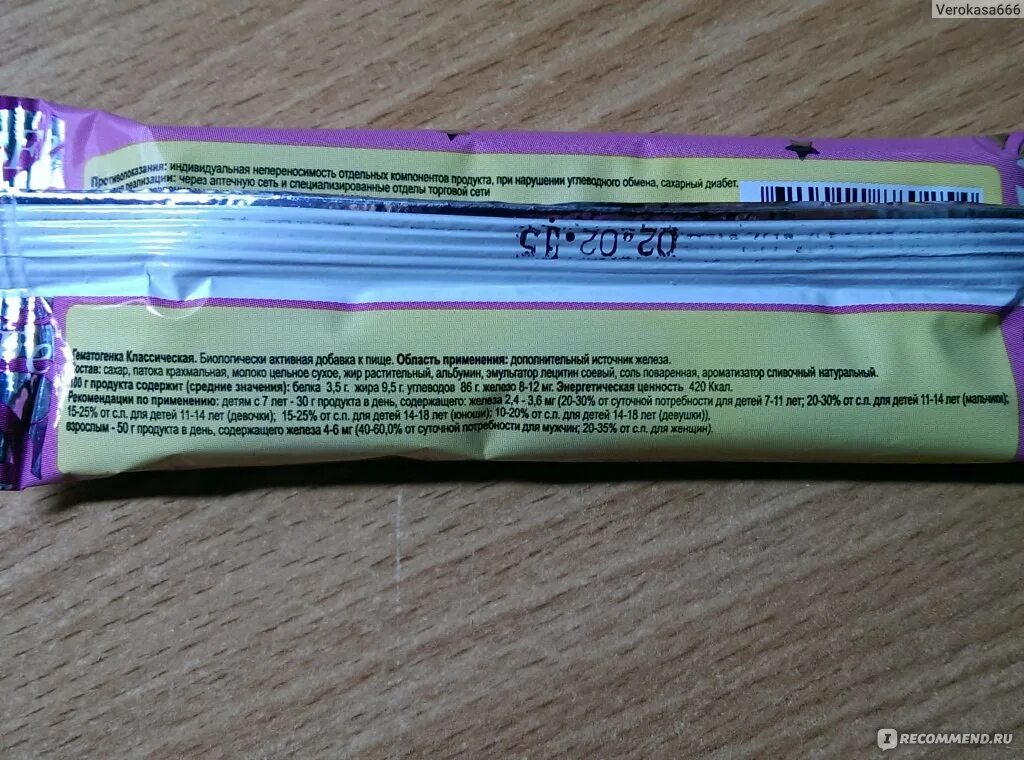 Verokasa666
Противопоказания: индивидуальная непереносимость отдельных компонентов продукта, при нарушении углеводного обмена, сахарный диабет.
реализации: через аптечную сеть и специализированные отделы торговой сети
02.02.15
Гематогенка Классическая. Биологически активная добавка к пище. Область применения: дополнительный источник железа.
Состав: сахар, патока крахмальная, молоко цельное сухое, жир растительный, альбумин, эмульгатор лецитин соевый, соль поваренная, ароматизатор сливочный натуральный.
100 г продукта содержит (средние значения): белка 3,5 г. жира 9,5 г. углеводов 86 г. железо 8-12 мг. Энергетическая ценность 420 Ккал.
Рекомендации по применению: детям с 7 лет - 30 г продукта в день, содержащего: железа 2,4 - 3,6 мг (20-30% от суточной потребности для детей 7-11 лет; 20-30% от с.п. для детей 11-14 лет (мальчики);
15-25% от с.п. для детей 11-14 лет (девочки); 15-25% от с.п. для детей 14-18 лет (юноши); 10-20% от с.п. для детей 14-18 лет (девушки)),
взрослым - 50 г продукта в день, содержащего железа 4-6 мг (40-60,0% от суточной потребности для мужчин; 20-35% от с.п. для женщин).
IRECOMMEND.RU